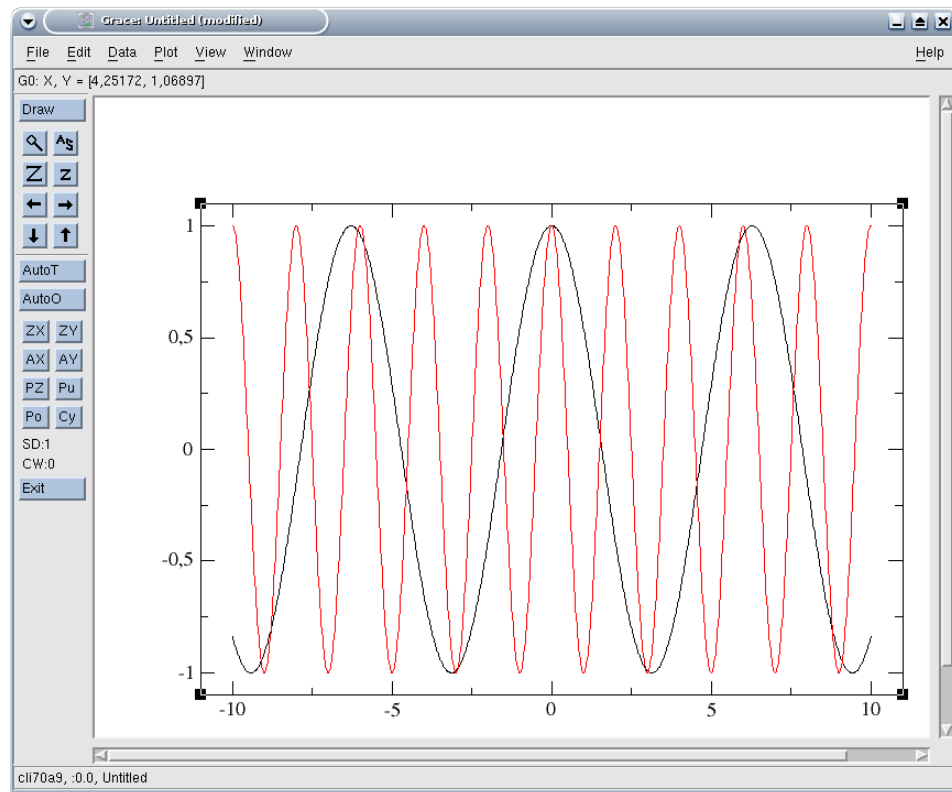 Grace: Untitled (modified)
File Edit Data Plot View Window Help
G0: X, Y = [4,25172, 1,06897]
Draw
AS
Z z
AutoT
AutoO
ZX ZY
AX AY
PZ Pu
Po Cy
SD:1
CW:0
Exit
1
0,5
0
-0,5
-1
-10 -5 0 5 10
cli70a9, :0.0, Untitled